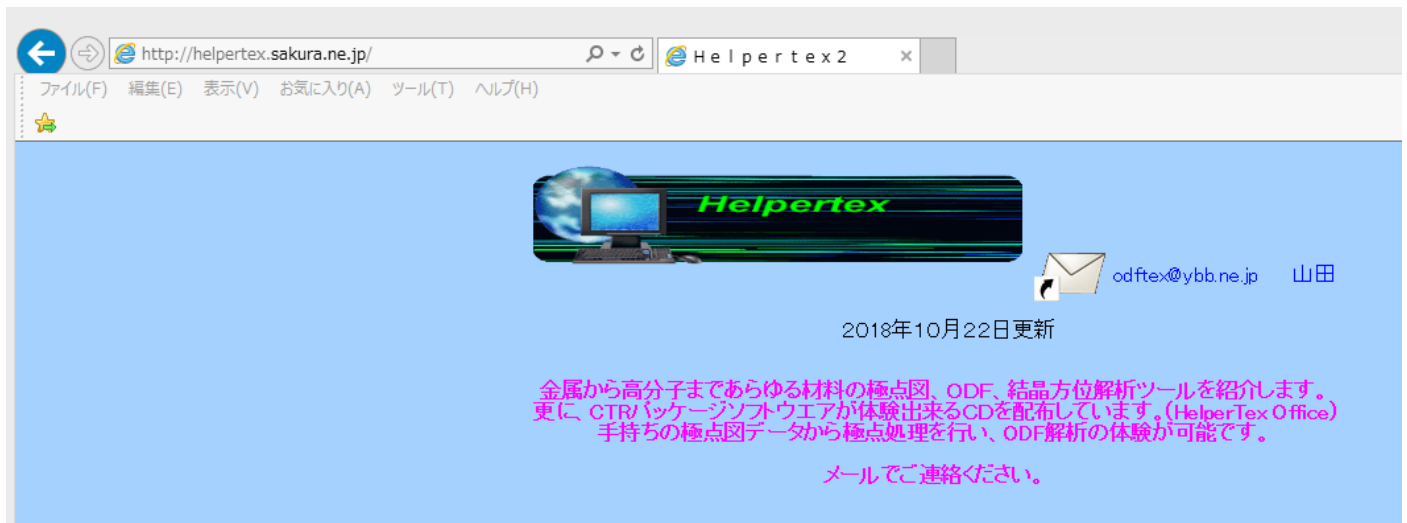 http://helpertex.sakura.ne.jp/
Helpertex2
ファイル(F) 編集(E) 表示(V) お気に入り(A) ツール(T) ヘルプ(H)
Helpertex
odftex@ybb.ne.jp 山田
2018年10月22日更新
金属から高分子まであらゆる材料の極点図、ODF、結晶方位解析ツールを紹介します。
更に、CTRパッケージソフトウエアが体験出来るCDを配布しています。(HelperTex Office)
手持ちの極点図データから極点処理を行い、ODF解析の体験が可能です。
メールでご連絡ください。